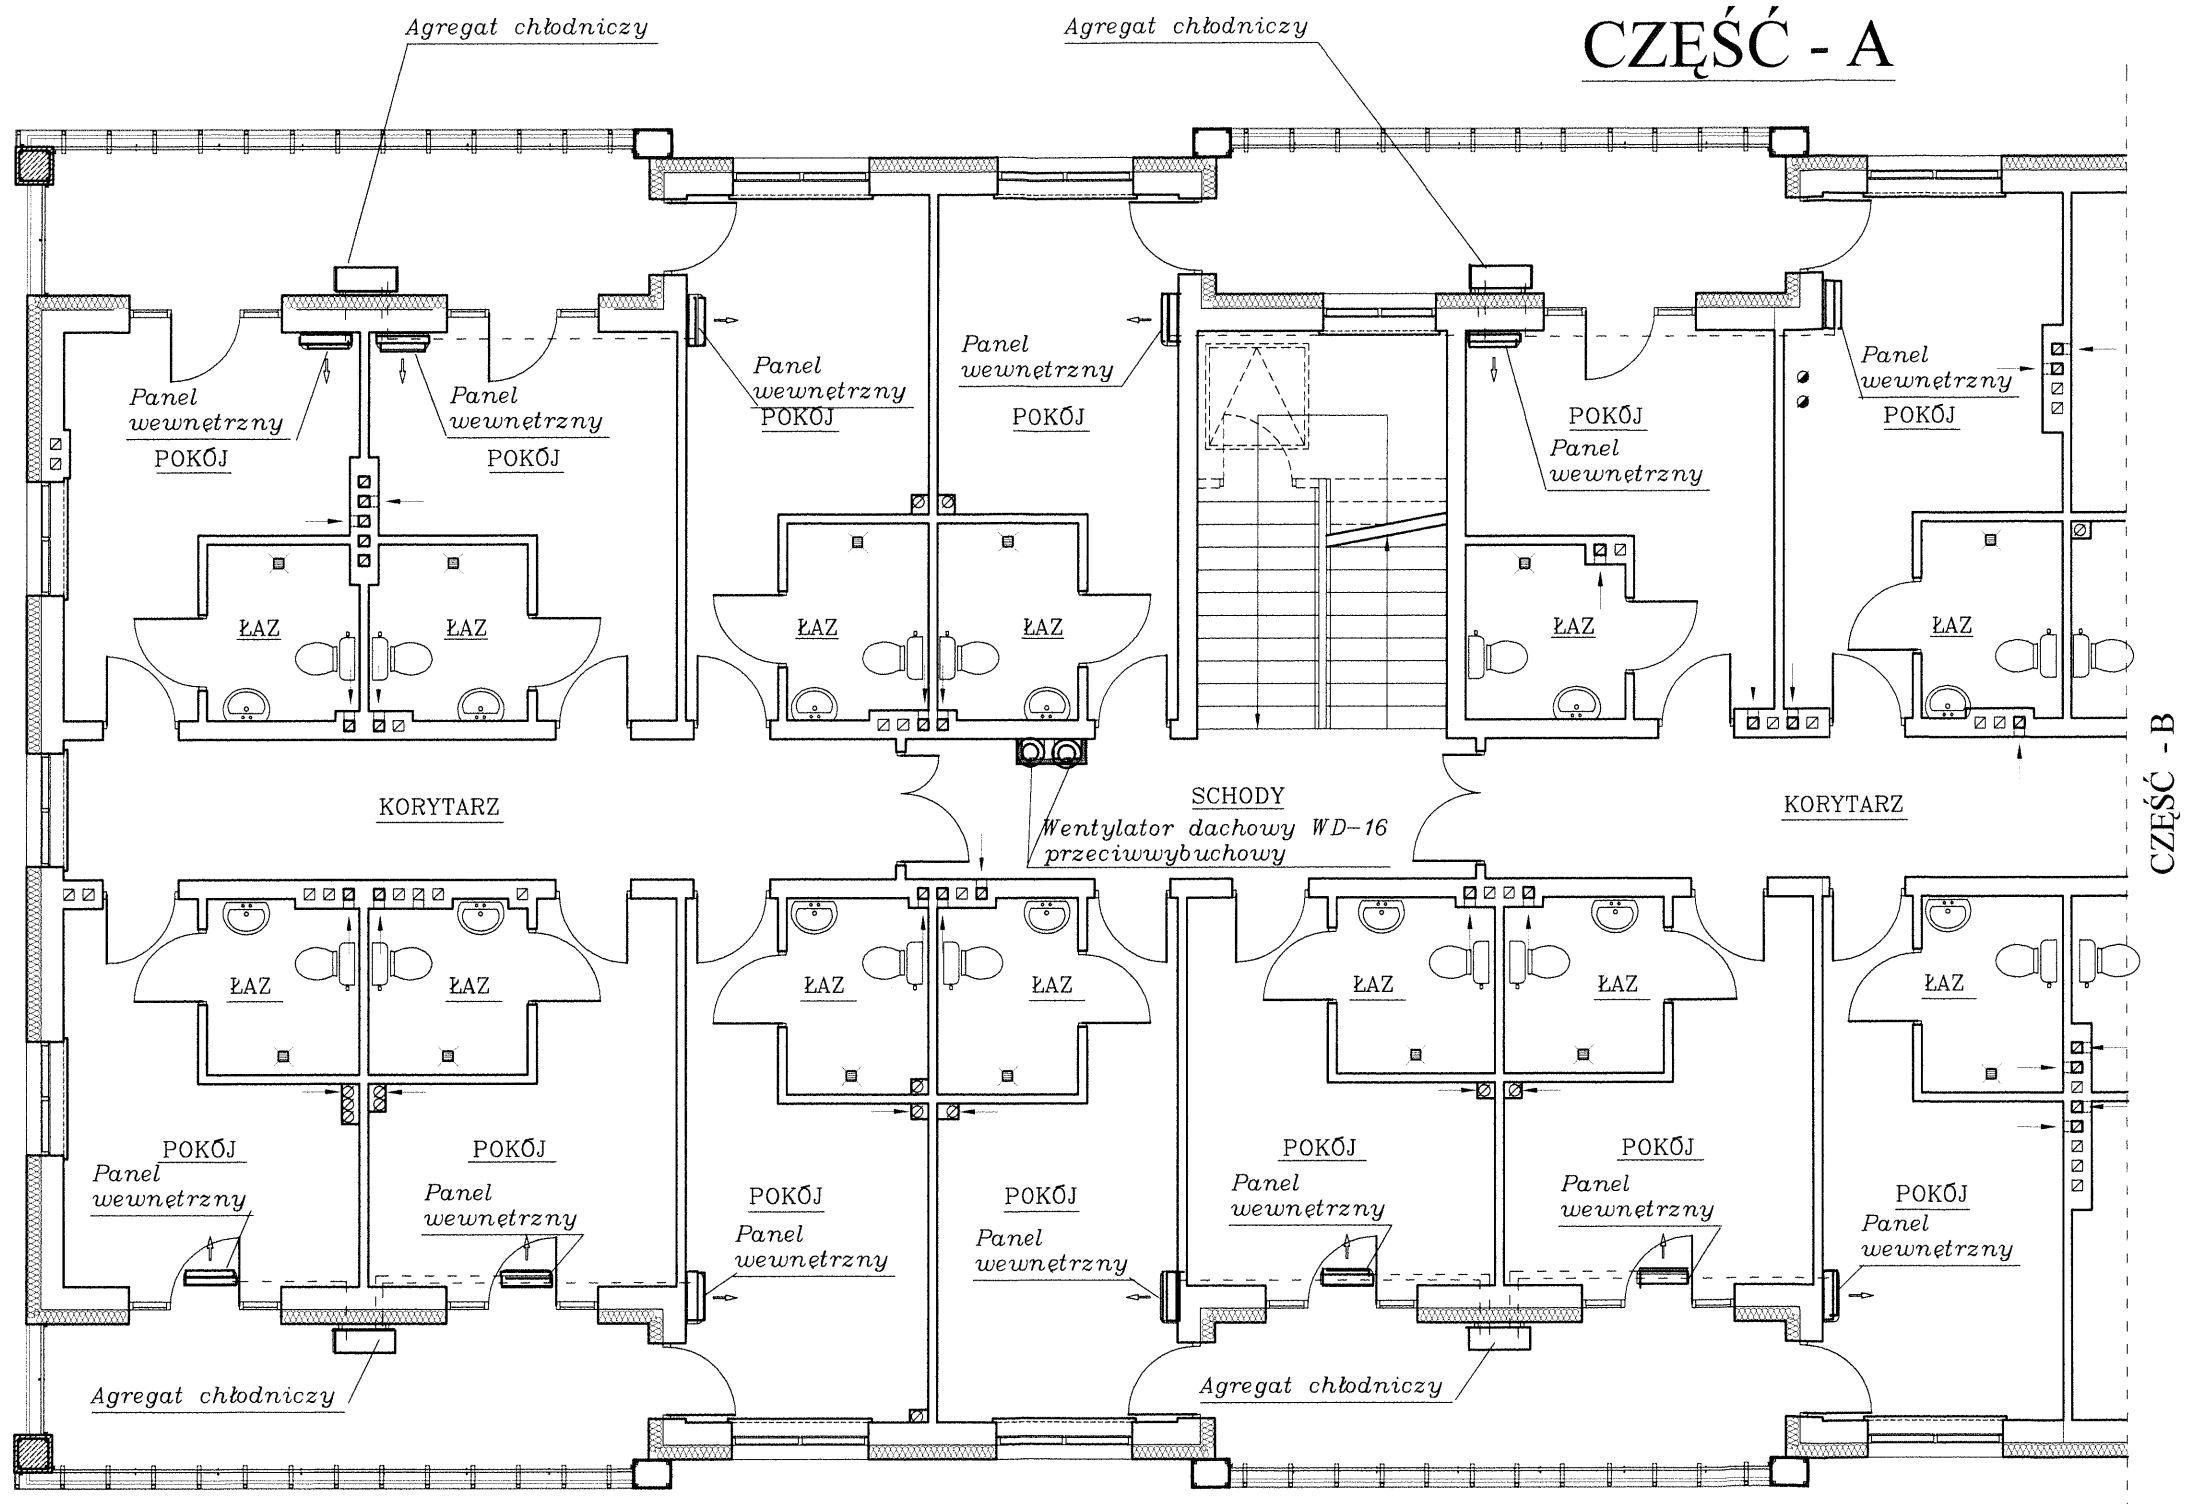 Agregat chłodniczy
Agregat chłodniczy
CZĘŚĆ - A
Panel
wewnętrzny
POKÓJ
Panel
wewnętrzny
POKÓJ
Panel
wewnętrzny
POKÓJ
Panel
wewnętrzny
POKÓJ
POKÓJ
Panel
wewnętrzny
Panel
wewnętrzny
POKÓJ
ŁAZ
ŁAZ
ŁAZ
ŁAZ
ŁAZ
ŁAZ
KORYTARZ
SCHODY
Wentylator dachowy WD-16
przeciwwybuchowy
KORYTARZ
CZĘŚĆ - B
ŁAZ
ŁAZ
ŁAZ
ŁAZ
ŁAZ
ŁAZ
ŁAZ
POKÓJ
Panel
wewnętrzny
POKÓJ
Panel
wewnętrzny
POKÓJ
Panel
wewnętrzny
POKÓJ
Panel
wewnętrzny
POKÓJ
Panel
wewnętrzny
POKÓJ
Panel
wewnętrzny
POKÓJ
Panel
wewnętrzny
Agregat chłodniczy
Agregat chłodniczy